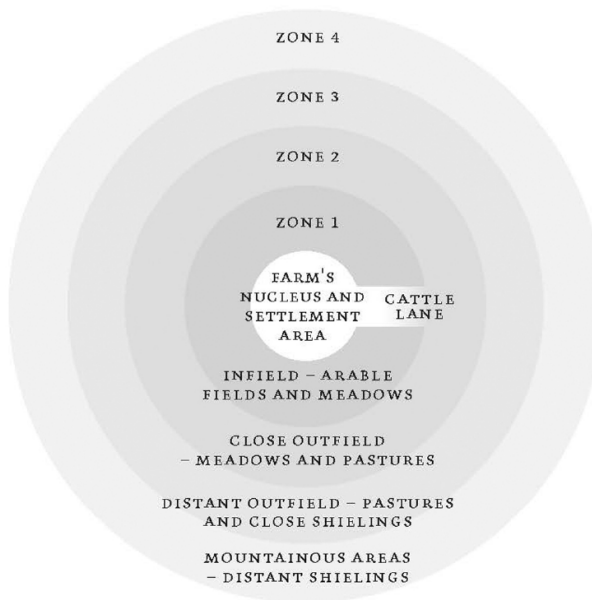 ZONE 4
ZONE 3
ZONE 2
ZONE 1
FARM'S
NUCLEUS AND
SETTLEMENT
AREA
CATTLE
LANE
INFIELD – ARABLE
FIELDS AND MEADOWS
CLOSE OUTFIELD
– MEADOWS AND PASTURES
DISTANT OUTFIELD – PASTURES
AND CLOSE SHIELINGS
MOUNTAINOUS AREAS
– DISTANT SHIELINGS